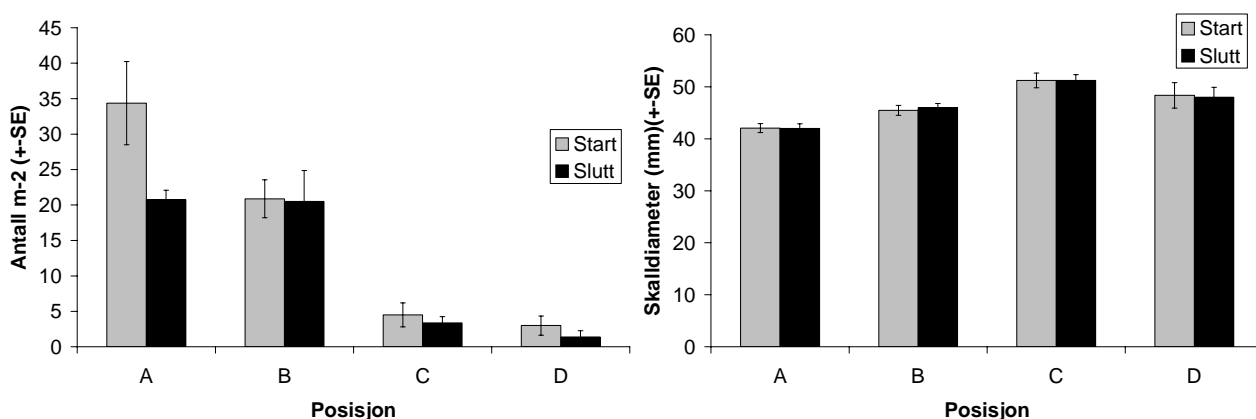 Antall m-2 (+-SE)
45
40
35
30
25
20
15
10
5
0
A B C D
Posisjon
Start
Slutt
Skalldiameter (mm)(+-SE)
60
50
40
30
20
10
0
A B C D
Posisjon
Start
Slutt